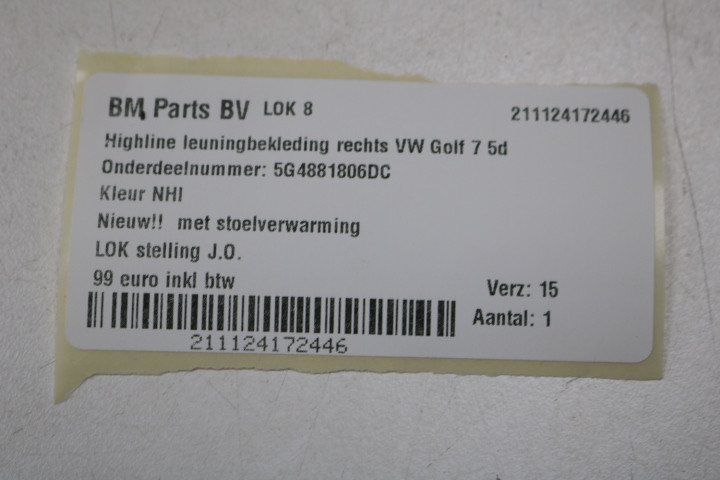 BM Parts BV LOK 8 211124172446
Highline leuningbekleding rechts VW Golf 7 5d
Onderdeelnummer: 5G4881806DC
Kleur NHI
Nieuw!! met stoelverwarming
LOK stelling J.O.
99 euro inkl btw
Verz: 15
Aantal: 1
211124172446